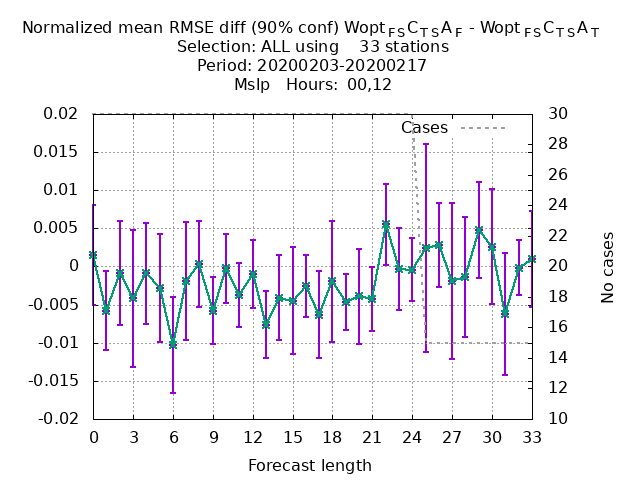 Normalized mean RMSE diff (90% conf) Wopt FS C TS A F - Wopt FS C TS A T
Selection: ALL using 33 stations
Period: 20200203-20200217
Mslp Hours: 00,12
Cases
0.02
0.015
0.01
0.005
0
-0.005
-0.01
-0.015
-0.02
30
28
26
24
22
20
18
16
14
12
10
No cases
0 3 6 9 12 15 18 21 24 27 30 33
Forecast length